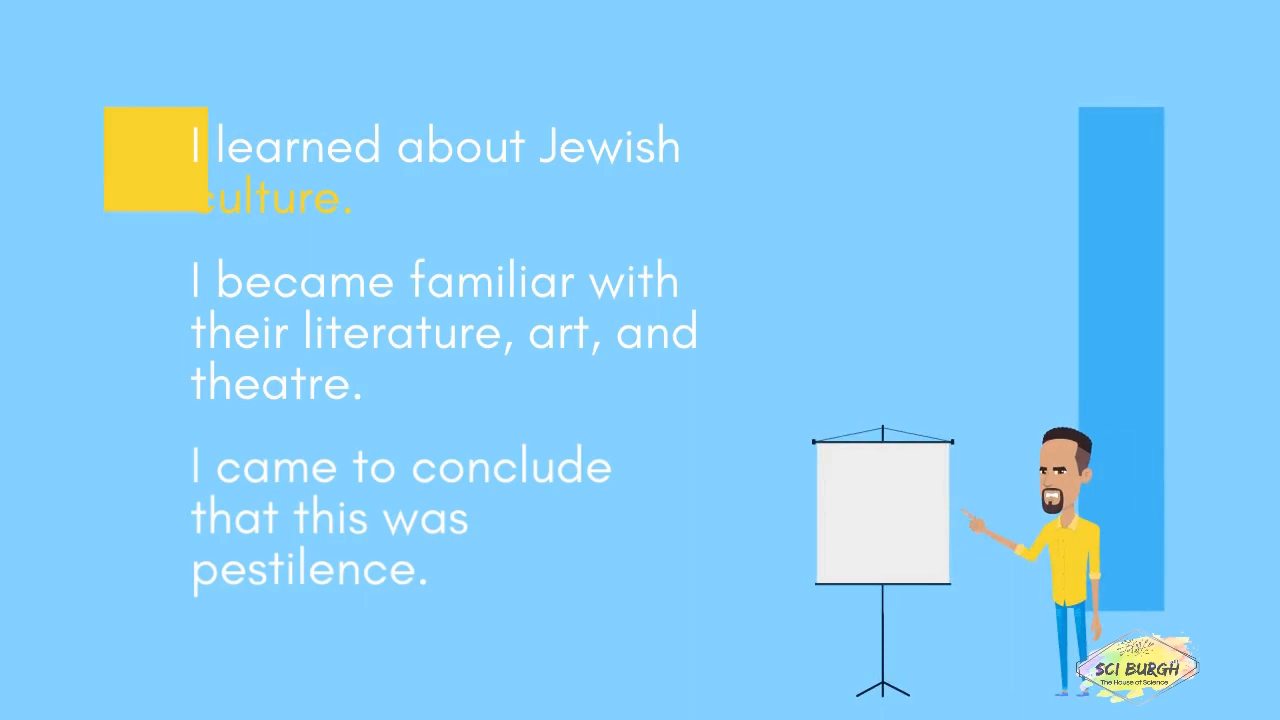 I learned about Jewish
culture.
I became familiar with
their literature, art, and
theatre.
I came to conclude
that this was
pestilence.
SCI BURGH
The House of Science